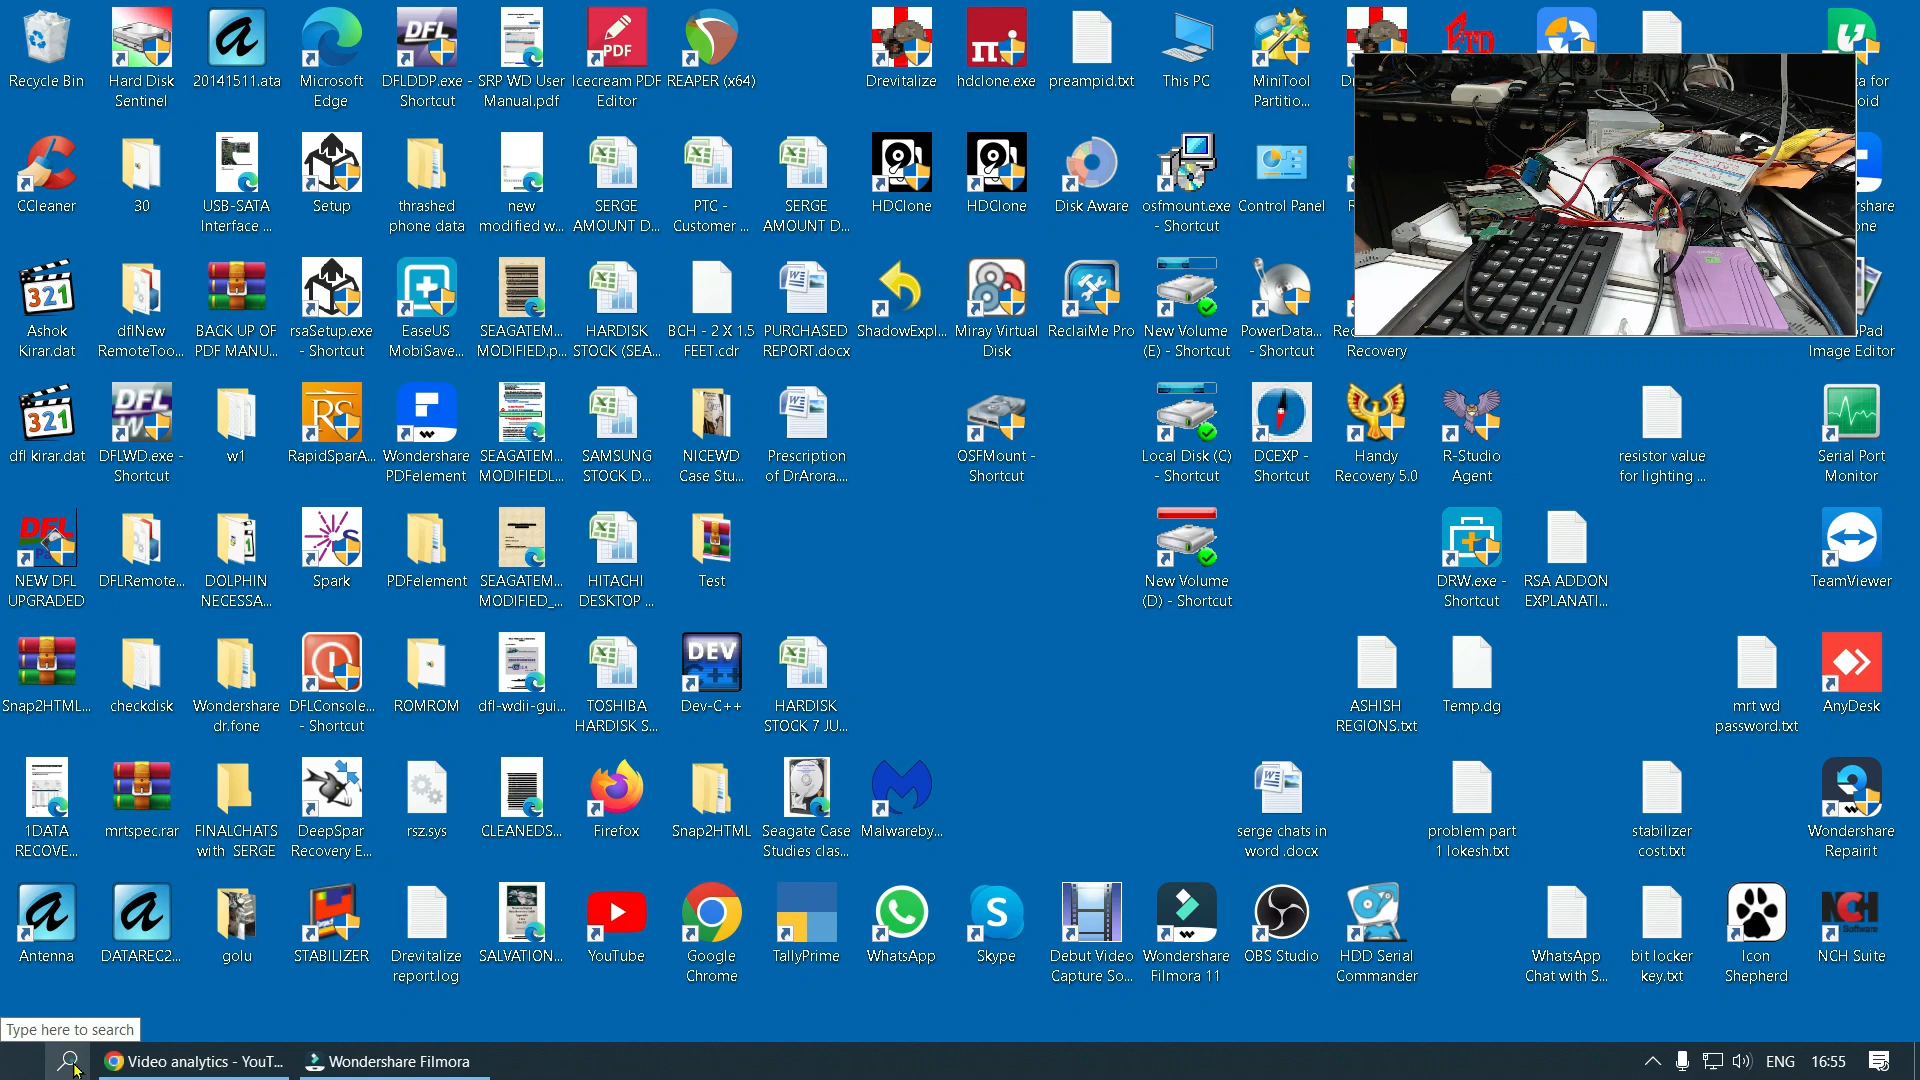 Recycle Bin
Hard Disk
Sentinel
20141511.ata
Microsoft
Edge
DFLDDP.exe -
Shortcut
SRP WD User
Manual.pdf
Icecream PDF
Editor
REAPER (x64)
Drevitalize
hdclone.exe
preampid.txt
This PC
MiniTool
Partitio...
CCleaner
30
USB-SATA
Interface ...
Setup
thrashed
phone data
new
modified w...
SERGE
AMOUNT D...
PTC -
Customer ...
SERGE
AMOUNT D...
HDClone
HDClone
Disk Aware
osfmount.exe
- Shortcut
Control Panel
Ashok
Kirar.dat
dflNew
RemoteToo...
BACK UP OF
PDF MANU...
rsaSetup.exe
- Shortcut
EaseUS
MobiSave...
SEAGATEM...
MODIFIED.p...
HARDISK
STOCK (SEA...
BCH - 2 X 1.5
FEET.cdr
PURCHASED
REPORT.docx
ShadowExpl...
Miray Virtual
Disk
ReclaiMe Pro
New Volume
(E) - Shortcut
PowerData...
- Shortcut
Recovery
Image Editor
dfl kirar.dat
DFLWD.exe -
Shortcut
w1
RapidSparA...
Wondershare
PDFelement
SEAGATEM...
MODIFIEDL...
SAMSUNG
STOCK D...
NICEWD
Case Stu...
Prescription
of DrArora....
OSFMount -
Shortcut
Local Disk (C)
- Shortcut
DCEXP -
Shortcut
Handy
Recovery 5.0
R-Studio
Agent
resistor value
for lighting ...
Serial Port
Monitor
NEW DFL
UPGRADED
DFLRemote...
DOLPHIN
NECESSA...
Spark
PDFelement
SEAGATEM...
MODIFIED_...
HITACHI
DESKTOP ...
Test
New Volume
(D) - Shortcut
DRW.exe -
Shortcut
RSA ADDON
EXPLANATI...
TeamViewer
Snap2HTML...
checkdisk
Wondershare
dr.fone
DFLConsole...
- Shortcut
ROMROM
dfl-wdii-gui...
TOSHIBA
HARDISK S...
Dev-C++
HARDISK
STOCK 7 JU...
ASHISH
REGIONS.txt
Temp.dg
mrt wd
password.txt
AnyDesk
1DATA
RECOVE...
mrtspec.rar
FINALCHATS
with SERGE
DeepSpar
Recovery E...
rsz.sys
CLEANEDS...
Firefox
Snap2HTML
Seagate Case
Studies clas...
Malwareby...
serge chats in
word .docx
problem part
1 lokesh.txt
stabilizer
cost.txt
Wondershare
Repairit
Antenna
DATAREC2...
golu
STABILIZER
Drevitalize
report.log
SALVATION...
YouTube
Google
Chrome
TallyPrime
WhatsApp
Skype
Debut Video
Capture So...
Wondershare
Filmora 11
OBS Studio
HDD Serial
Commander
WhatsApp
Chat with S...
bit locker
key.txt
Icon
Shepherd
NCH Suite
Type here to search
Video analytics - YouT...
Wondershare Filmora
ENG
16:55